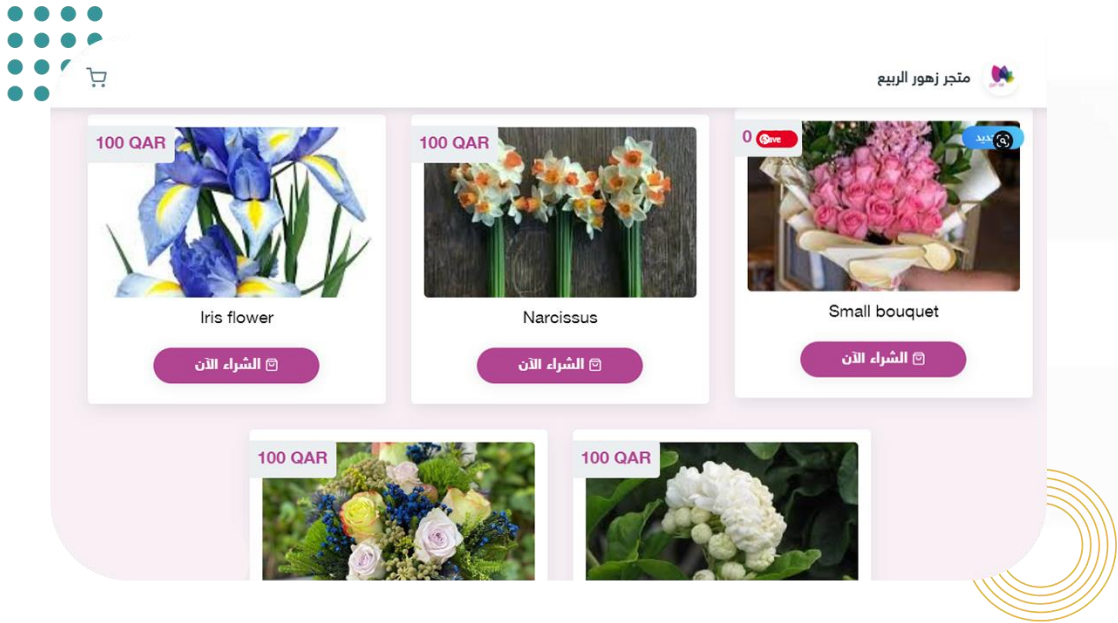 متجر زهور الربيع
100 QAR
100 QAR
0
Save
Iris flower
Narcissus
Small bouquet
الشراء الآن
الشراء الآن
الشراء الآن
100 QAR
100 QAR